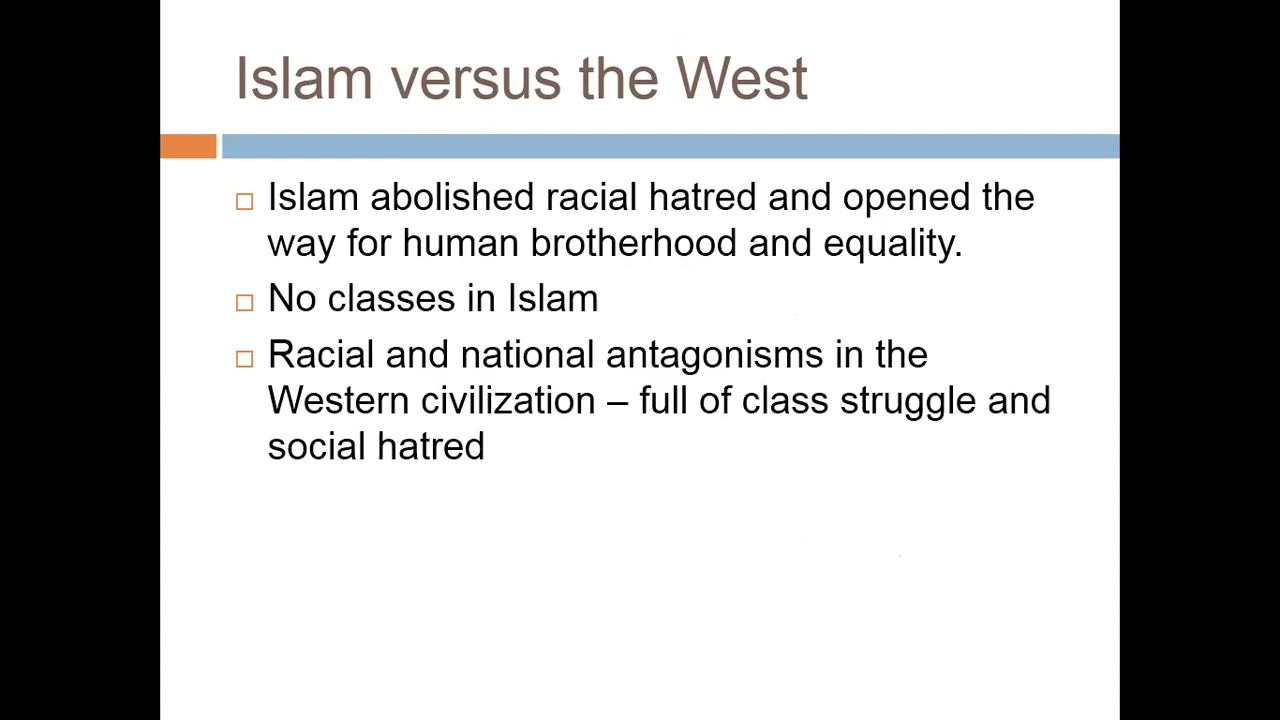 Islam versus the West
Islam abolished racial hatred and opened the
way for human brotherhood and equality.
No classes in Islam
Racial and national antagonisms in the
Western civilization – full of class struggle and
social hatred